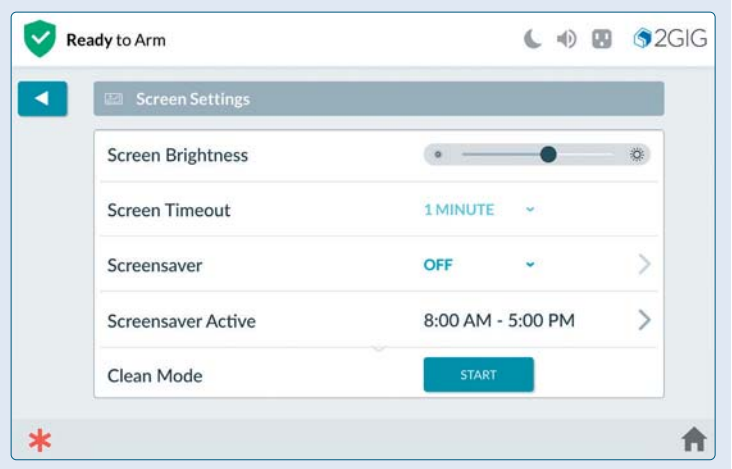 Ready to Arm
2GIG
Screen Settings
Screen Brightness
Screen Timeout 1 MINUTE
Screensaver OFF
Screensaver Active 8:00 AM - 5:00 PM
Clean Mode START